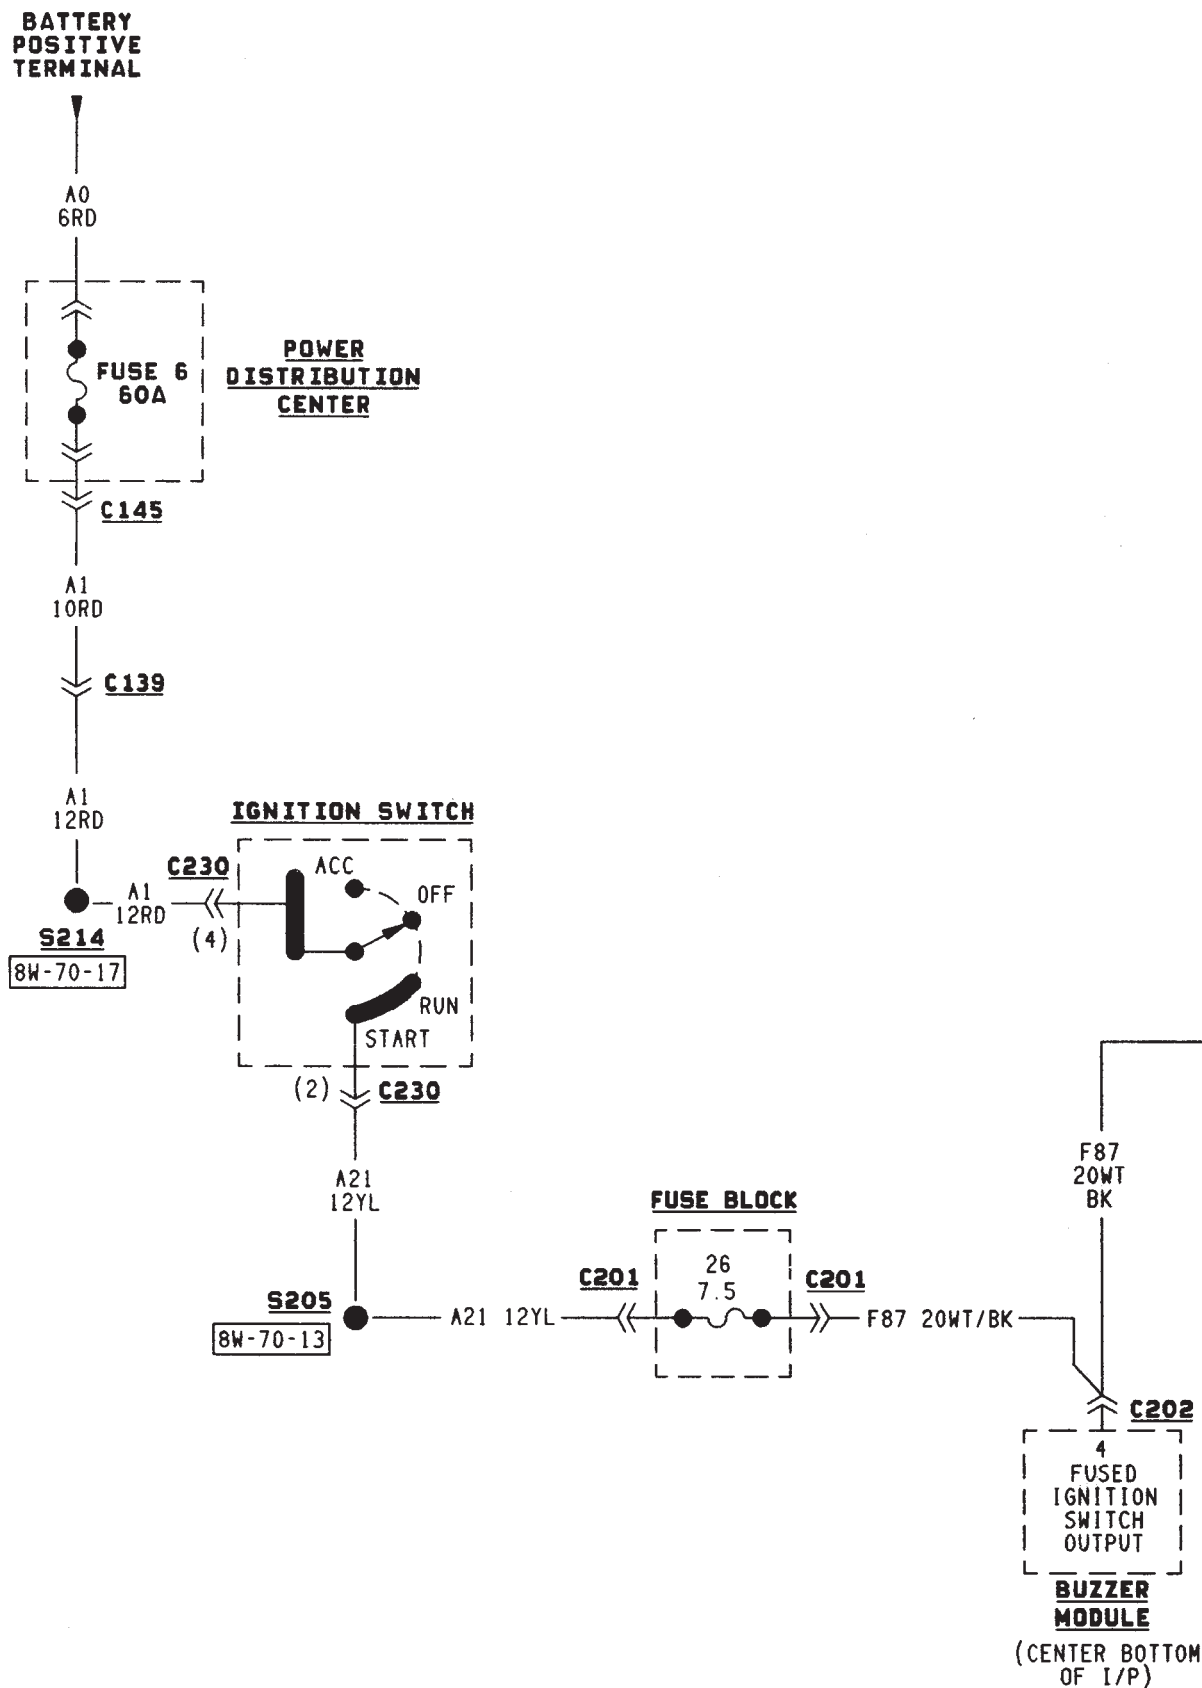 BATTERY
POSITIVE
TERMINAL
A0
6RD
FUSE 6
60A
POWER
DISTRIBUTION
CENTER
C145
A1
10RD
C139
A1
12RD
IGNITION SWITCH
C230
ACC
OFF
A1
12RD
(4)
S214
8W-70-17
RUN
START
(2)
C230
A21
12YL
F87
20WT
BK
FUSE BLOCK
26
7.5
C201
C201
S205
A21 12YL
F87 20WT/BK
8W-70-13
C202
4
FUSED
IGNITION
SWITCH
OUTPUT
BUZZER
MODULE
(CENTER BOTTOM
OF I/P)